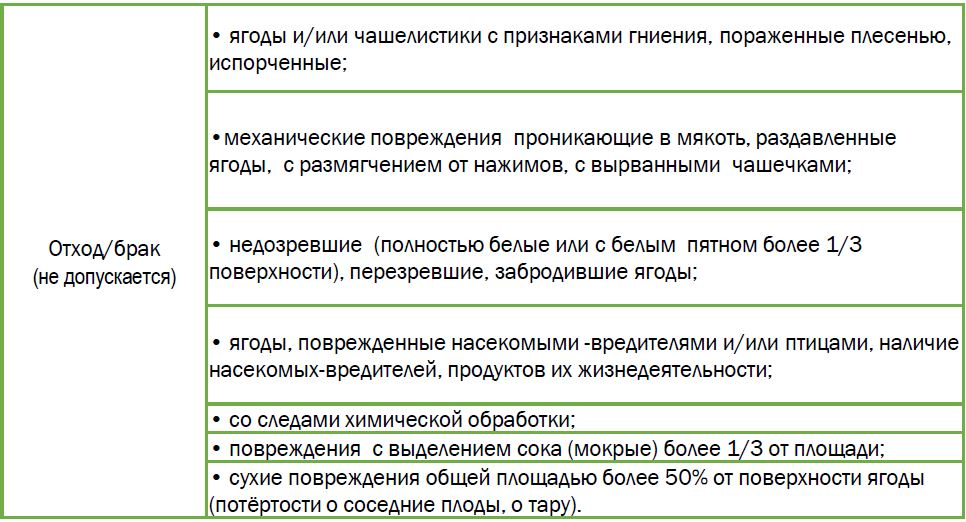 Отход/брак
(не допускается)
• ягоды и/или чашелистики с признаками гниения, пораженные плесенью,
испорченные;
•механические повреждения проникающие в мякоть, раздавленные
ягоды, с размягчением от нажимов, с вырванными чашечками;
• недозревшие (полностью белые или с белым пятном более 1/3
поверхности), перезревшие, забродившие ягоды;
• ягоды, поврежденные насекомыми -вредителями и/или птицами, наличие
насекомых-вредителей, продуктов их жизнедеятельности;
• со следами химической обработки;
• повреждения с выделением сока (мокрые) более 1/3 от площади;
• сухие повреждения общей площадью более 50% от поверхности ягоды
(потёртости о соседние плоды, о тару).